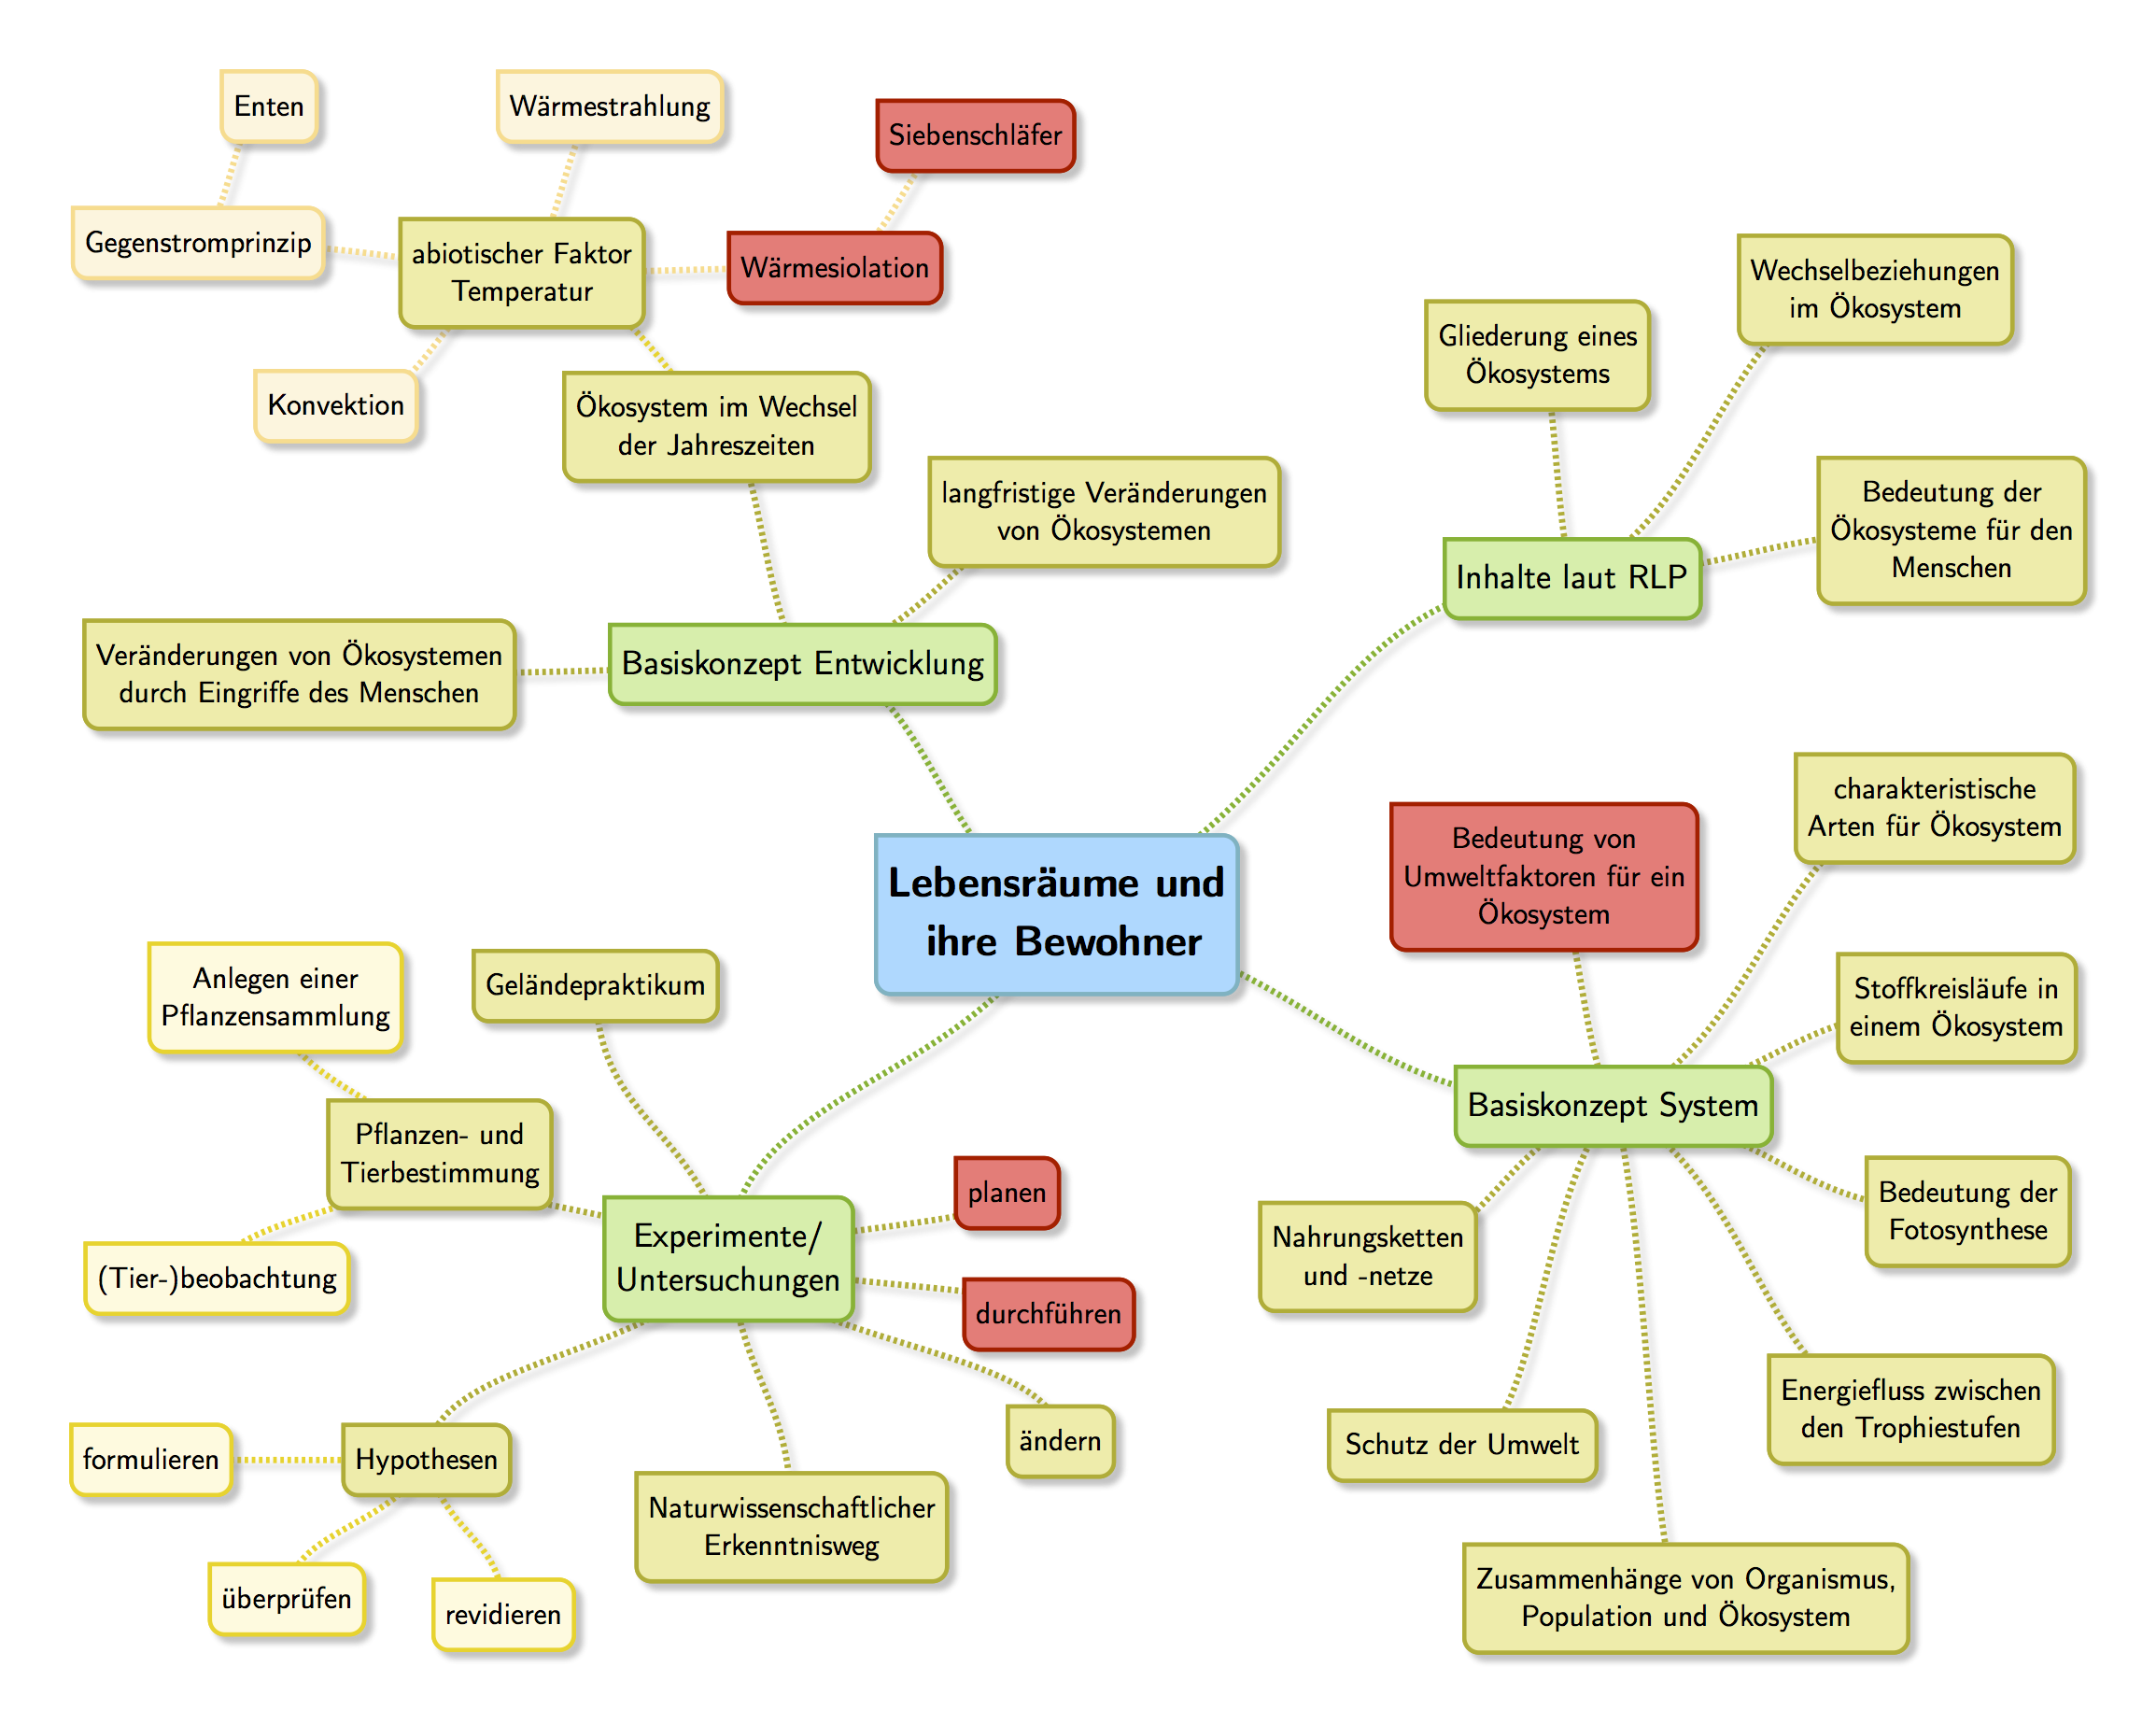 Enten
Wärmestrahlung
Siebenschläfer
Gegenstromprinzip
abiotischer Faktor
Temperatur
Wärmesiolation
Konvektion
Ökosystem im Wechsel
der Jahreszeiten
langfristige Veränderungen
von Ökosystemen
Veränderungen von Ökosystemen
durch Eingriffe des Menschen
Basiskonzept Entwicklung
Wechselbeziehungen
im Ökosystem
Gliederung eines
Ökosystems
Bedeutung der
Ökosysteme für den
Menschen
Inhalte laut RLP
Lebensräume und
ihre Bewohner
charakteristische
Arten für Ökosystem
Bedeutung von
Umweltfaktoren für ein
Ökosystem
Stoffkreisläufe in
einem Ökosystem
Basiskonzept System
Bedeutung der
Fotosynthese
Nahrungsketten
und -netze
Energiefluss zwischen
den Trophiestufen
Schutz der Umwelt
Zusammenhänge von Organismus,
Population und Ökosystem
Anlegen einer
Pflanzensammlung
Geländepraktikum
Pflanzen- und
Tierbestimmung
(Tier-)beobachtung
Experimente/
Untersuchungen
planen
durchführen
ändern
Naturwissenschaftlicher
Erkenntnisweg
Hypothesen
formulieren
überprüfen
revidieren